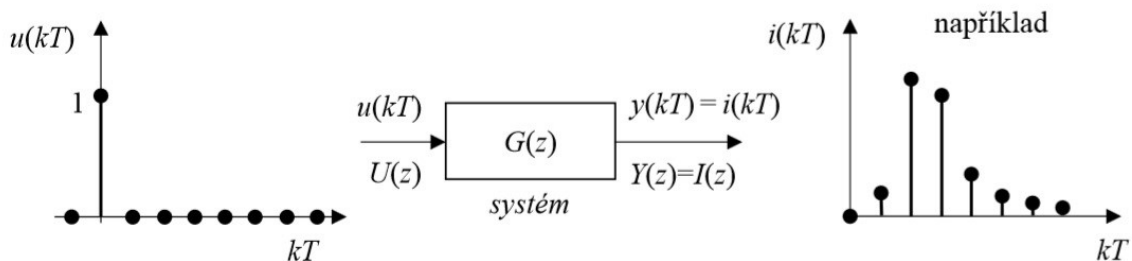 u(kT)
1
kT
u(kT)
U(z)
G(z)
systém
y(kT) = i(kT)
Y(z)=I(z)
například
i(kT)
kT